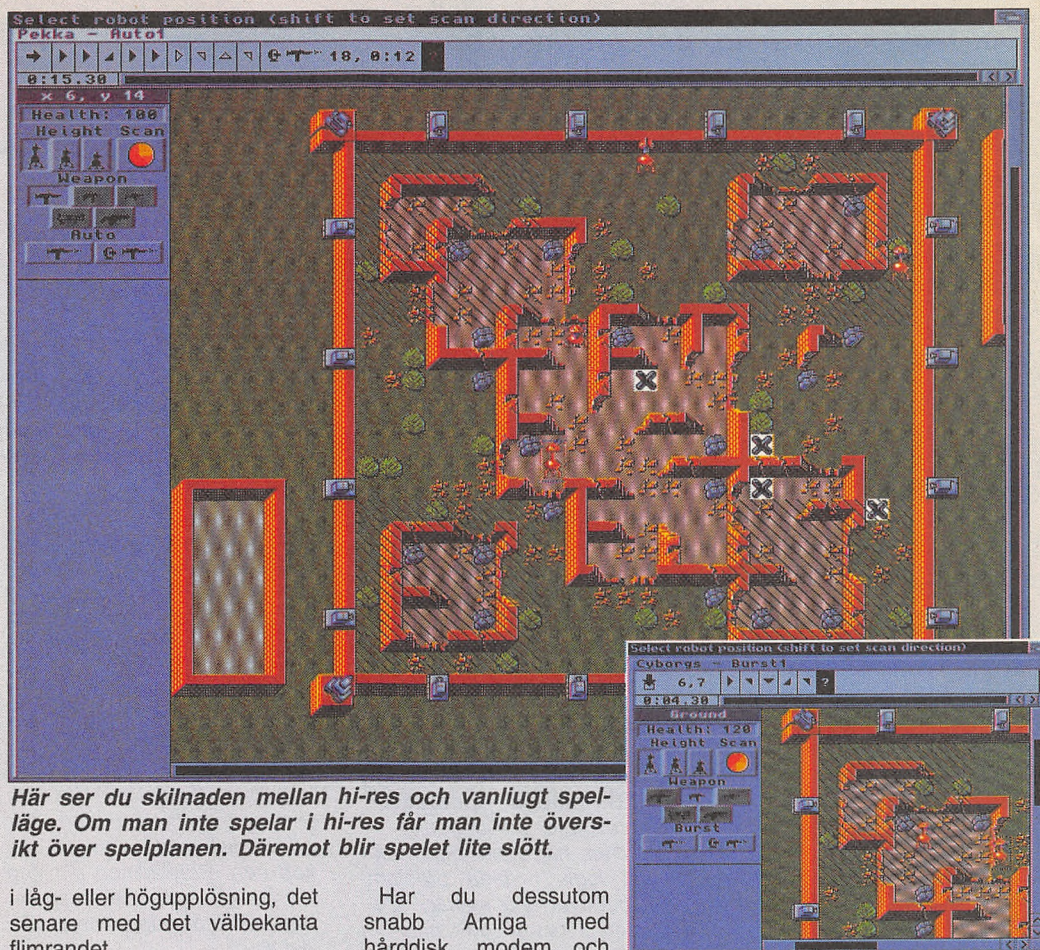 Select robot position (shift to set scan direction)
Pekka - Auto1
18, 0:12
0:15.30
x 6, y 14
Health: 100
Height Scan
Weapon
Auto
Select robot position (shift to set scan direction)
Cyborgs - Burst1
6,7
?
0:04.30
Ground
Health: 120
Height Scan
Weapon
Burst
Här ser du skilnaden mellan hi-res och vanliugt spel-
läge. Om man inte spelar i hi-res får man inte övers-
ikt över spelplanen. Däremot blir spelet lite slött.
i låg- eller högupplösning, det
senare med det välbekanta
flimrandet
Har du dessutom
snabb Amiga med
hårddisk modem och